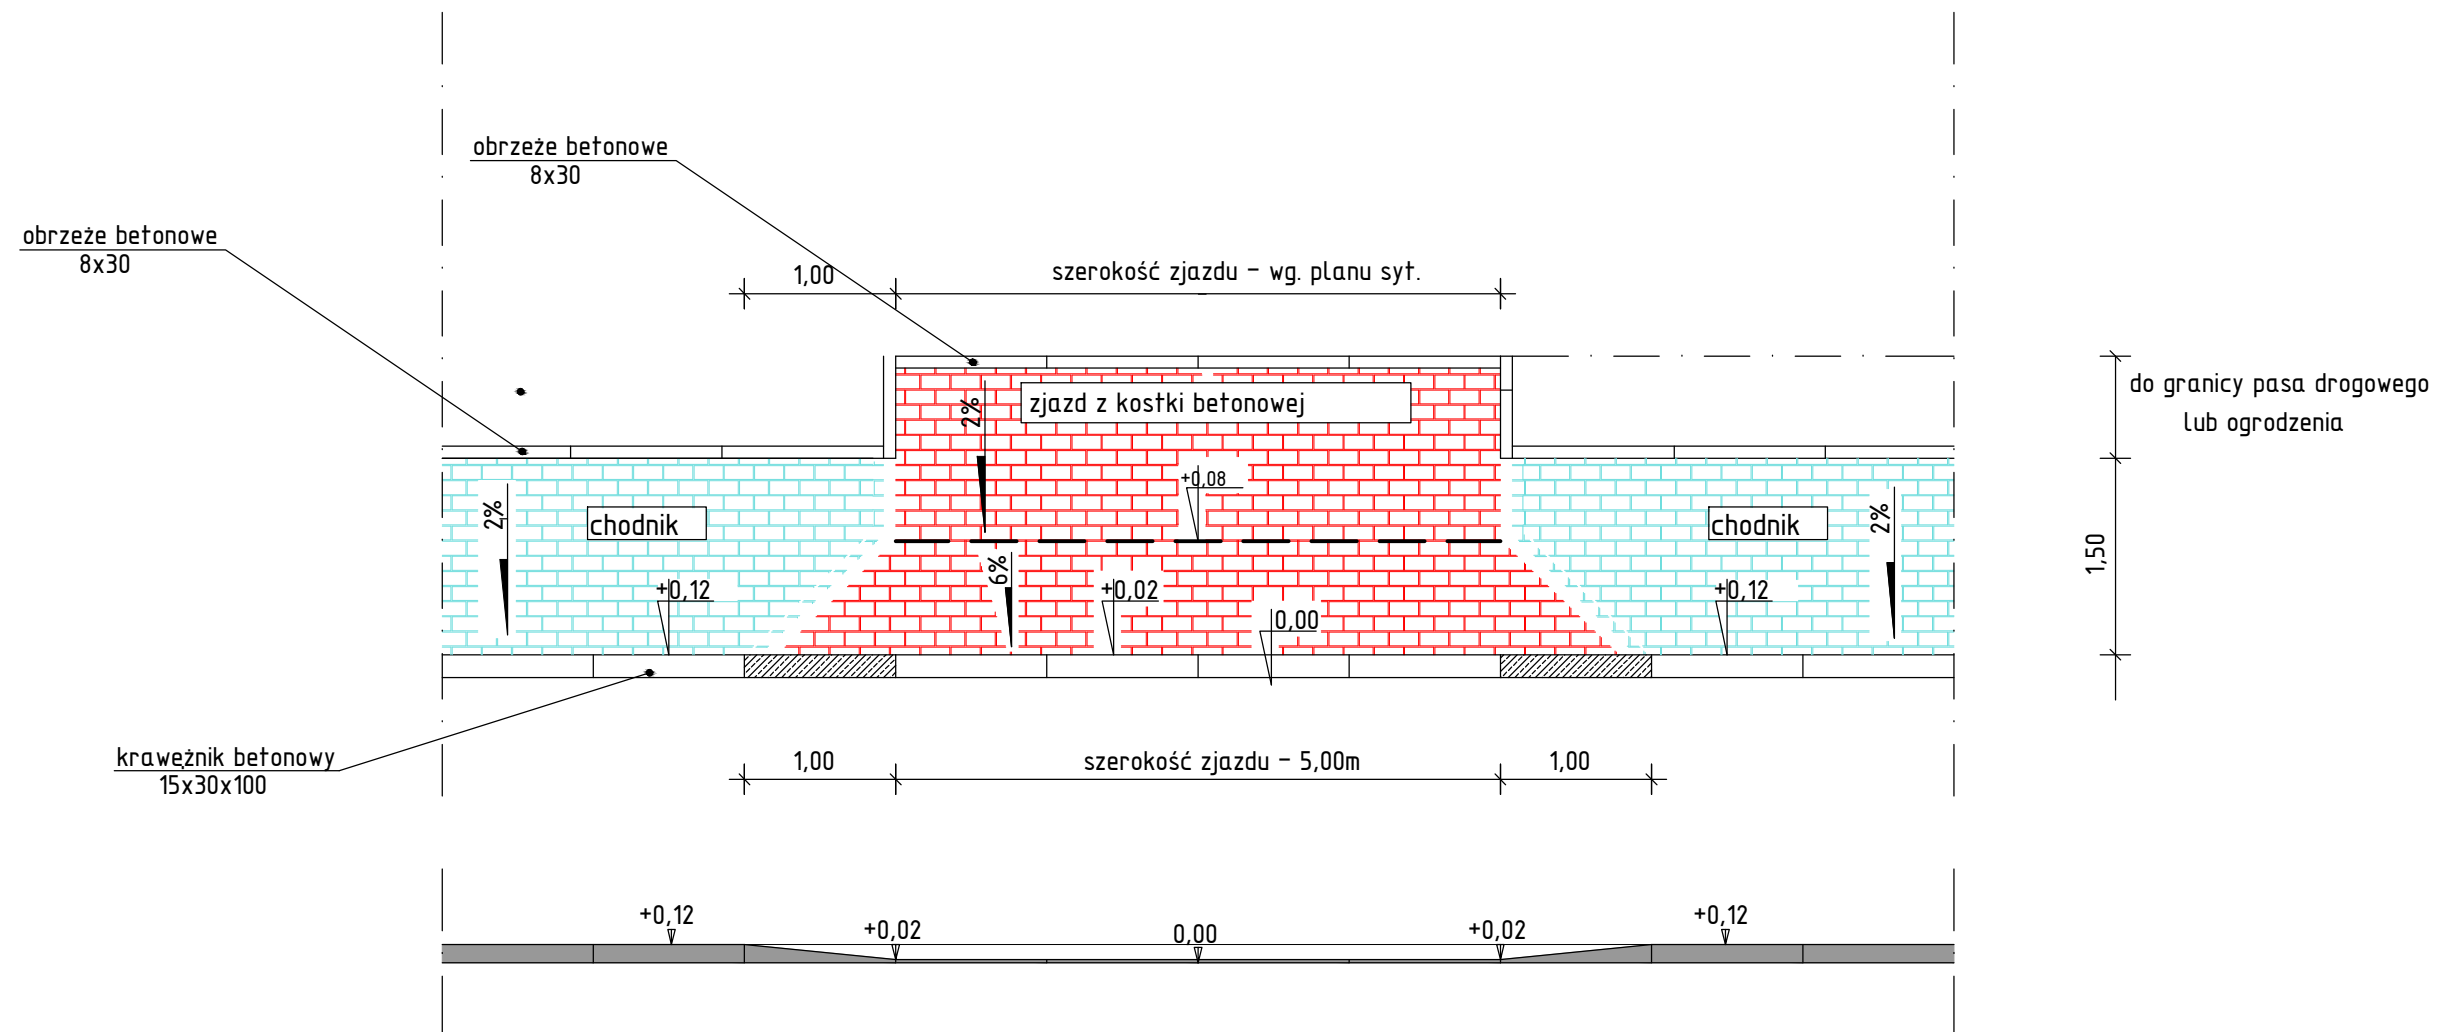 obrzeże betonowe
8x30
obrzeże betonowe
8x30
1,00
szerokość zjazdu - wg. planu syt.
do granicy pasa drogowego
lub ogrodzenia
zjazd z kostki betonowej
2%
+0,08
2%
chodnik
chodnik
2%
1,50
6%
+0,12
+0,02
0,00
+0,12
krawężnik betonowy
15x30x100
1,00
szerokość zjazdu - 5,00m
1,00
+0,12
+0,02
0,00
+0,02
+0,12